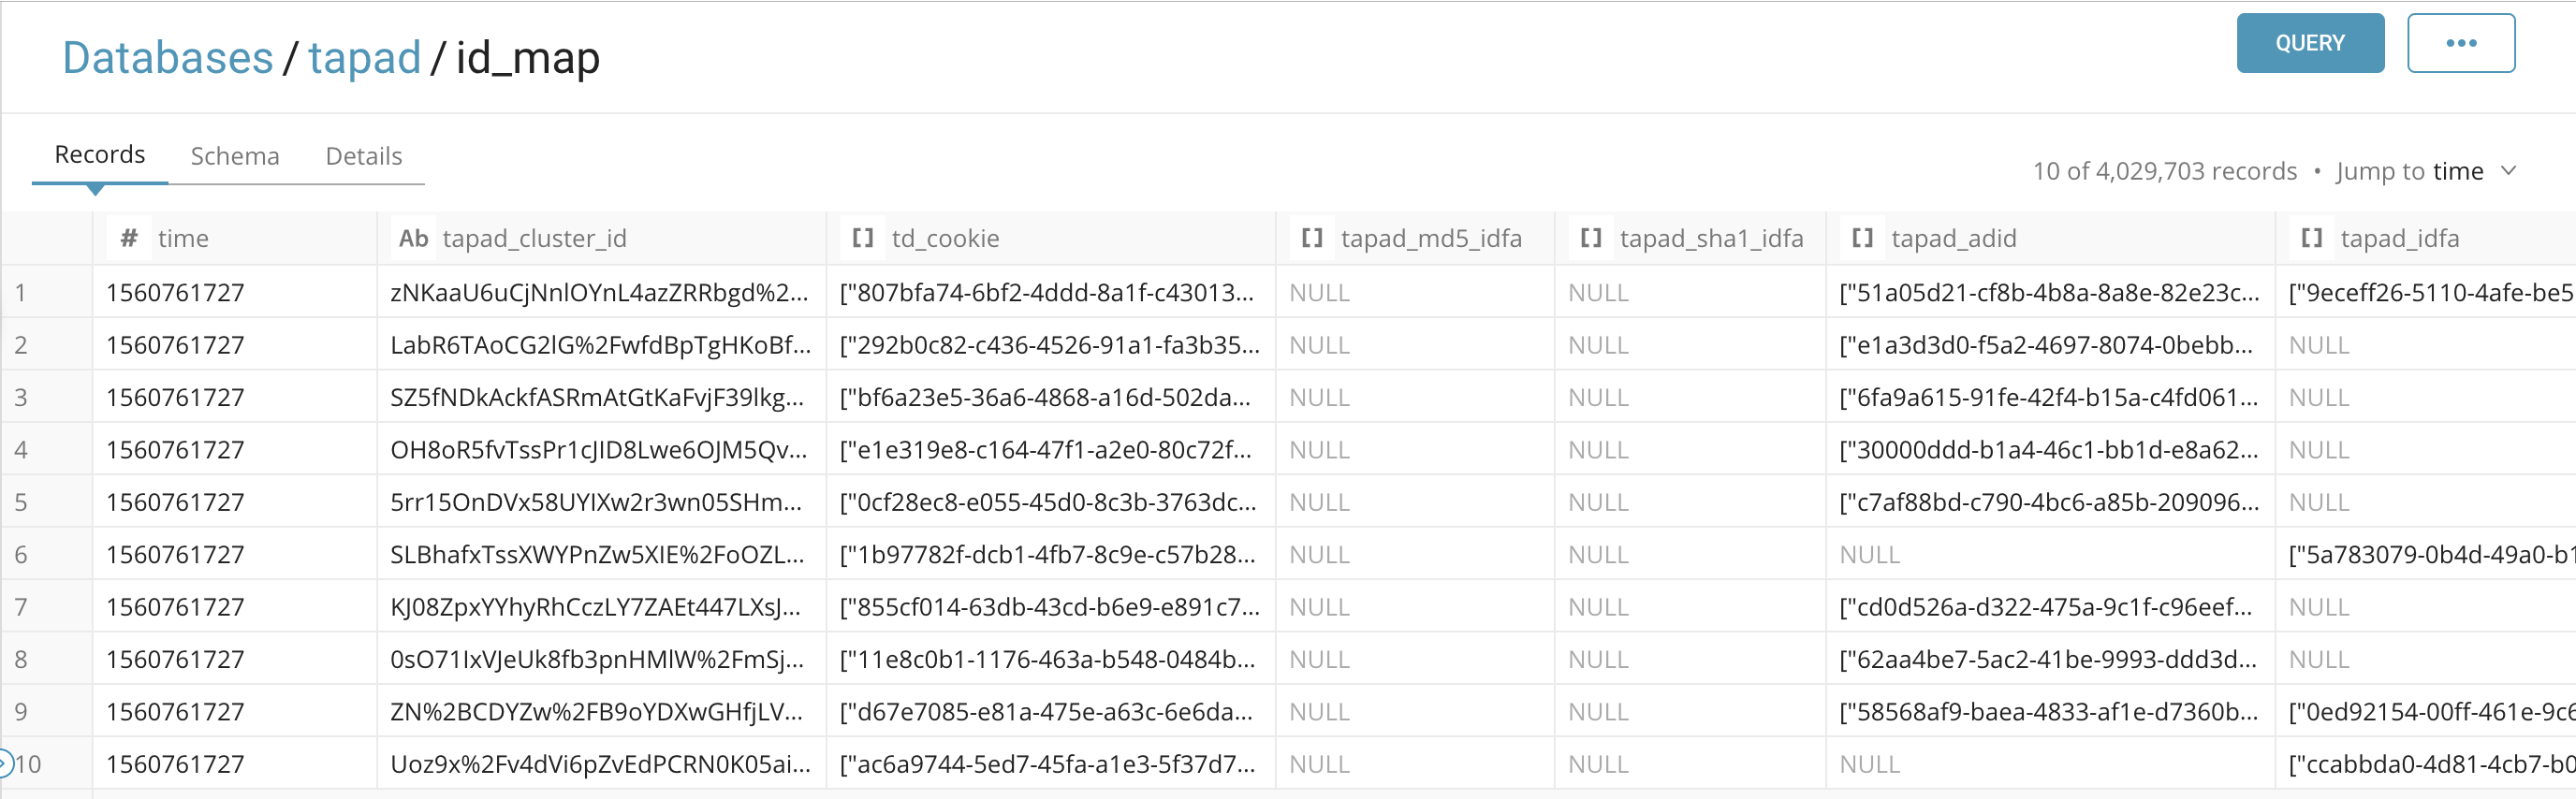 Databases / tapad / id_map
QUERY
•••
Records Schema Details
10 of 4,029,703 records • Jump to time
# time Ab tapad_cluster_id [] td_cookie [] tapad_md5_idfa [] tapad_sha1_idfa [] tapad_adid [] tapad_idfa
1 1560761727 zNKaaU6uCjNnlOYnL4azZRRbgd%2... ["807bfa74-6bf2-4ddd-8a1f-c43013... NULL NULL ["51a05d21-cf8b-4b8a-8a8e-82e23c... ["9eceff26-5110-4afe-be5
2 1560761727 LabR6TAoCG2lG%2FwfdBpTgHKoBf... ["292b0c82-c436-4526-91a1-fa3b35... NULL NULL ["e1a3d3d0-f5a2-4697-8074-0bebb... NULL
3 1560761727 SZ5fNDkAckfASRmAtGtKaFvjF39lkg... ["bf6a23e5-36a6-4868-a16d-502da... NULL NULL ["6fa9a615-91fe-42f4-b15a-c4fd061... NULL
4 1560761727 OH8oR5fvTssPr1cJID8Lwe6OJM5Qv... ["e1e319e8-c164-47f1-a2e0-80c72f... NULL NULL ["30000ddd-b1a4-46c1-bb1d-e8a62... NULL
5 1560761727 5rr15OnDVx58UYIXw2r3wn05SHm... ["0cf28ec8-e055-45d0-8c3b-3763dc... NULL NULL ["c7af88bd-c790-4bc6-a85b-209096... NULL
6 1560761727 SLBhafxTssXWYPnZw5XIE%2FoOZL... ["1b97782f-dcb1-4fb7-8c9e-c57b28... NULL NULL NULL ["5a783079-0b4d-49a0-b1
7 1560761727 KJ08ZpxYYhyRhCczLY7ZAEt447LXsJ... ["855cf014-63db-43cd-b6e9-e891c7... NULL NULL ["cd0d526a-d322-475a-9c1f-c96eef... NULL
8 1560761727 0sO71IxVJeUk8fb3pnHMlW%2FmSj... ["11e8c0b1-1176-463a-b548-0484b... NULL NULL ["62aa4be7-5ac2-41be-9993-ddd3d... NULL
9 1560761727 ZN%2BCDYZw%2FB9oYDXwGHfjLV... ["d67e7085-e81a-475e-a63c-6e6da... NULL NULL ["58568af9-baea-4833-af1e-d7360b... ["0ed92154-00ff-461e-9c6
10 1560761727 Uoz9x%2Fv4dVi6pZvEdPCRN0K05ai... ["ac6a9744-5ed7-45fa-a1e3-5f37d7... NULL NULL NULL ["ccabbda0-4d81-4cb7-b0